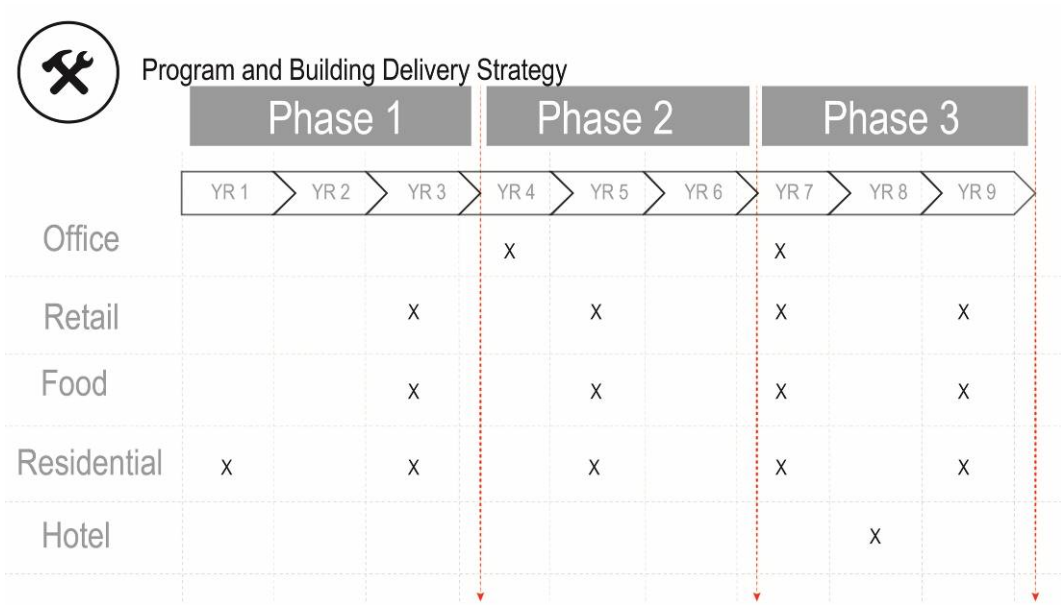 Program and Building Delivery Strategy
Phase 1 Phase 2 Phase 3
YR 1 YR 2 YR 3 YR 4 YR 5 YR 6 YR 7 YR 8 YR 9
Office X X
Retail X X X X
Food X X X X
Residential X X X X X
Hotel X